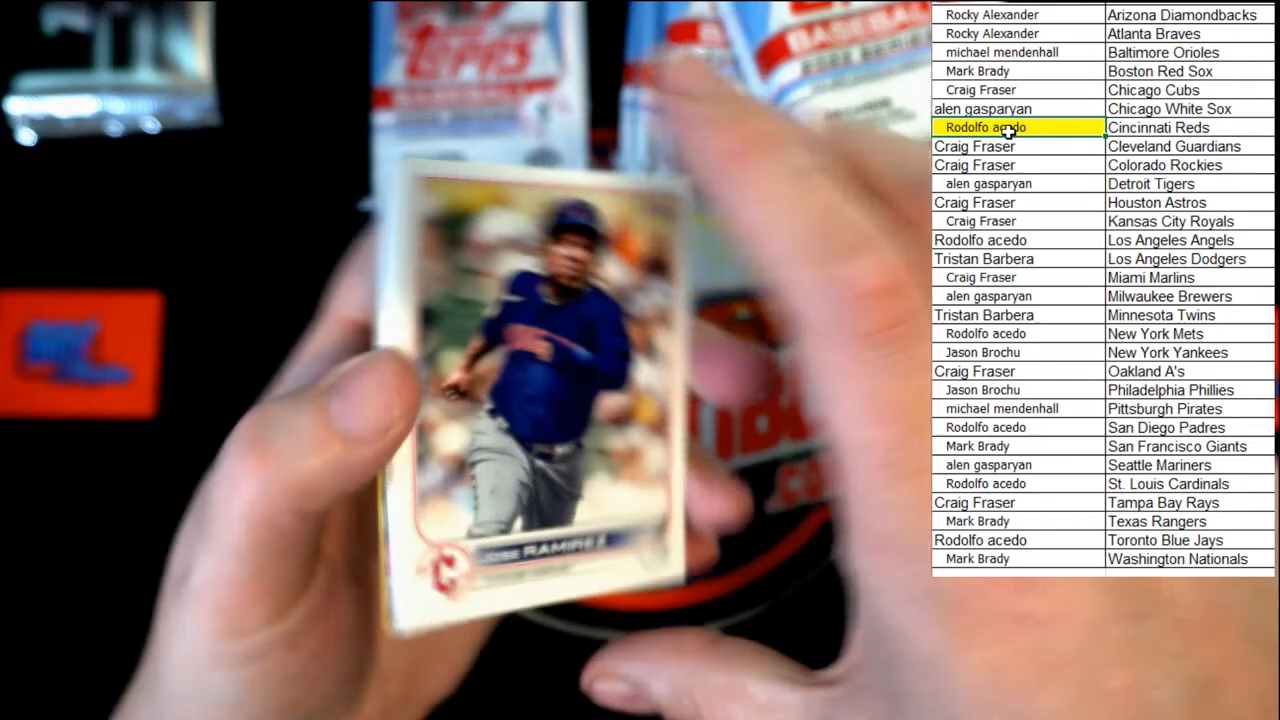 Topps
BASEBALL
BASEBALL
JOSE RAMIREZ
C
Rocky Alexander Arizona Diamondbacks
Rocky Alexander Atlanta Braves
michael mendenhall Baltimore Orioles
Mark Brady Boston Red Sox
Craig Fraser Chicago Cubs
alen gasparyan Chicago White Sox
Rodolfo acedo Cincinnati Reds
Craig Fraser Cleveland Guardians
Craig Fraser Colorado Rockies
alen gasparyan Detroit Tigers
Craig Fraser Houston Astros
Craig Fraser Kansas City Royals
Rodolfo acedo Los Angeles Angels
Tristan Barbera Los Angeles Dodgers
Craig Fraser Miami Marlins
alen gasparyan Milwaukee Brewers
Tristan Barbera Minnesota Twins
Rodolfo acedo New York Mets
Jason Brochu New York Yankees
Craig Fraser Oakland A's
Jason Brochu Philadelphia Phillies
michael mendenhall Pittsburgh Pirates
Rodolfo acedo San Diego Padres
Mark Brady San Francisco Giants
alen gasparyan Seattle Mariners
Rodolfo acedo St. Louis Cardinals
Craig Fraser Tampa Bay Rays
Mark Brady Texas Rangers
Rodolfo acedo Toronto Blue Jays
Mark Brady Washington Nationals